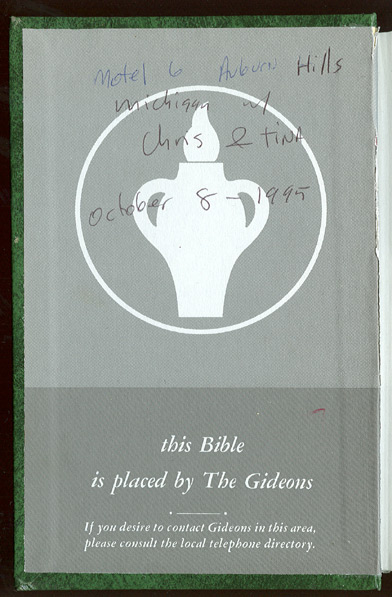 Motel 6 Auburn Hills
michigan w/
Chris & TINA
october 8 - 1995
this Bible
is placed by The Gideons
If you desire to contact Gideons in this area,
please consult the local telephone directory.